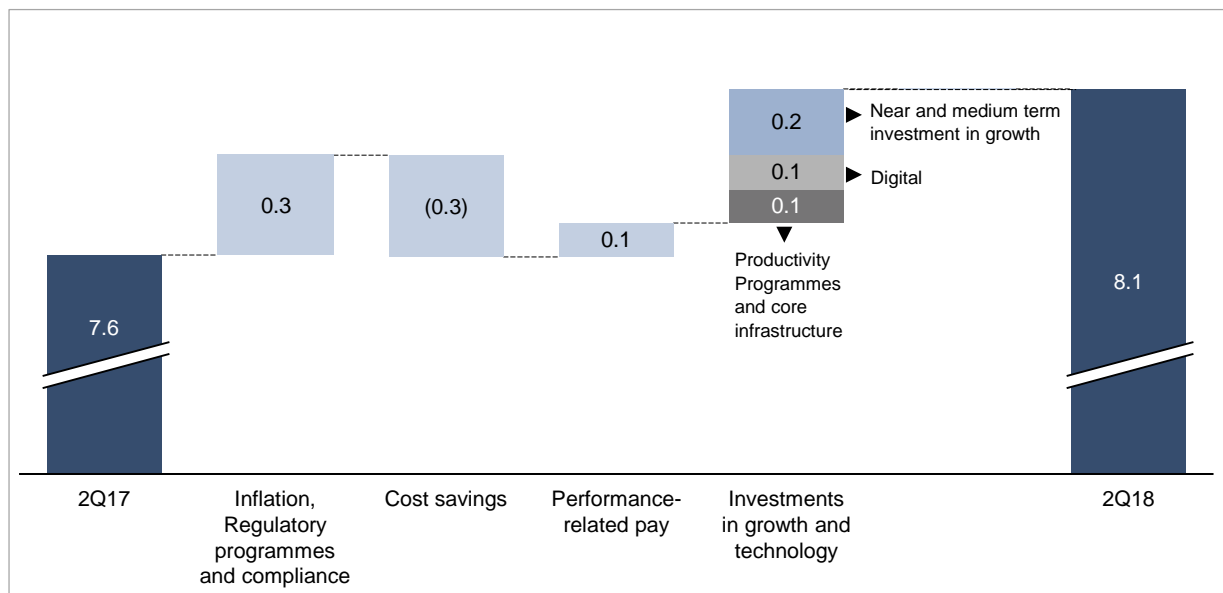 0.2
Near and medium term
investment in growth
0.3
(0.3)
0.1
Digital
0.1
0.1
Productivity
Programmes
and core
infrastructure
7.6
8.1
2Q17
Inflation,
Regulatory
programmes
and compliance
Cost savings
Performance-
related pay
Investments
in growth and
technology
2Q18